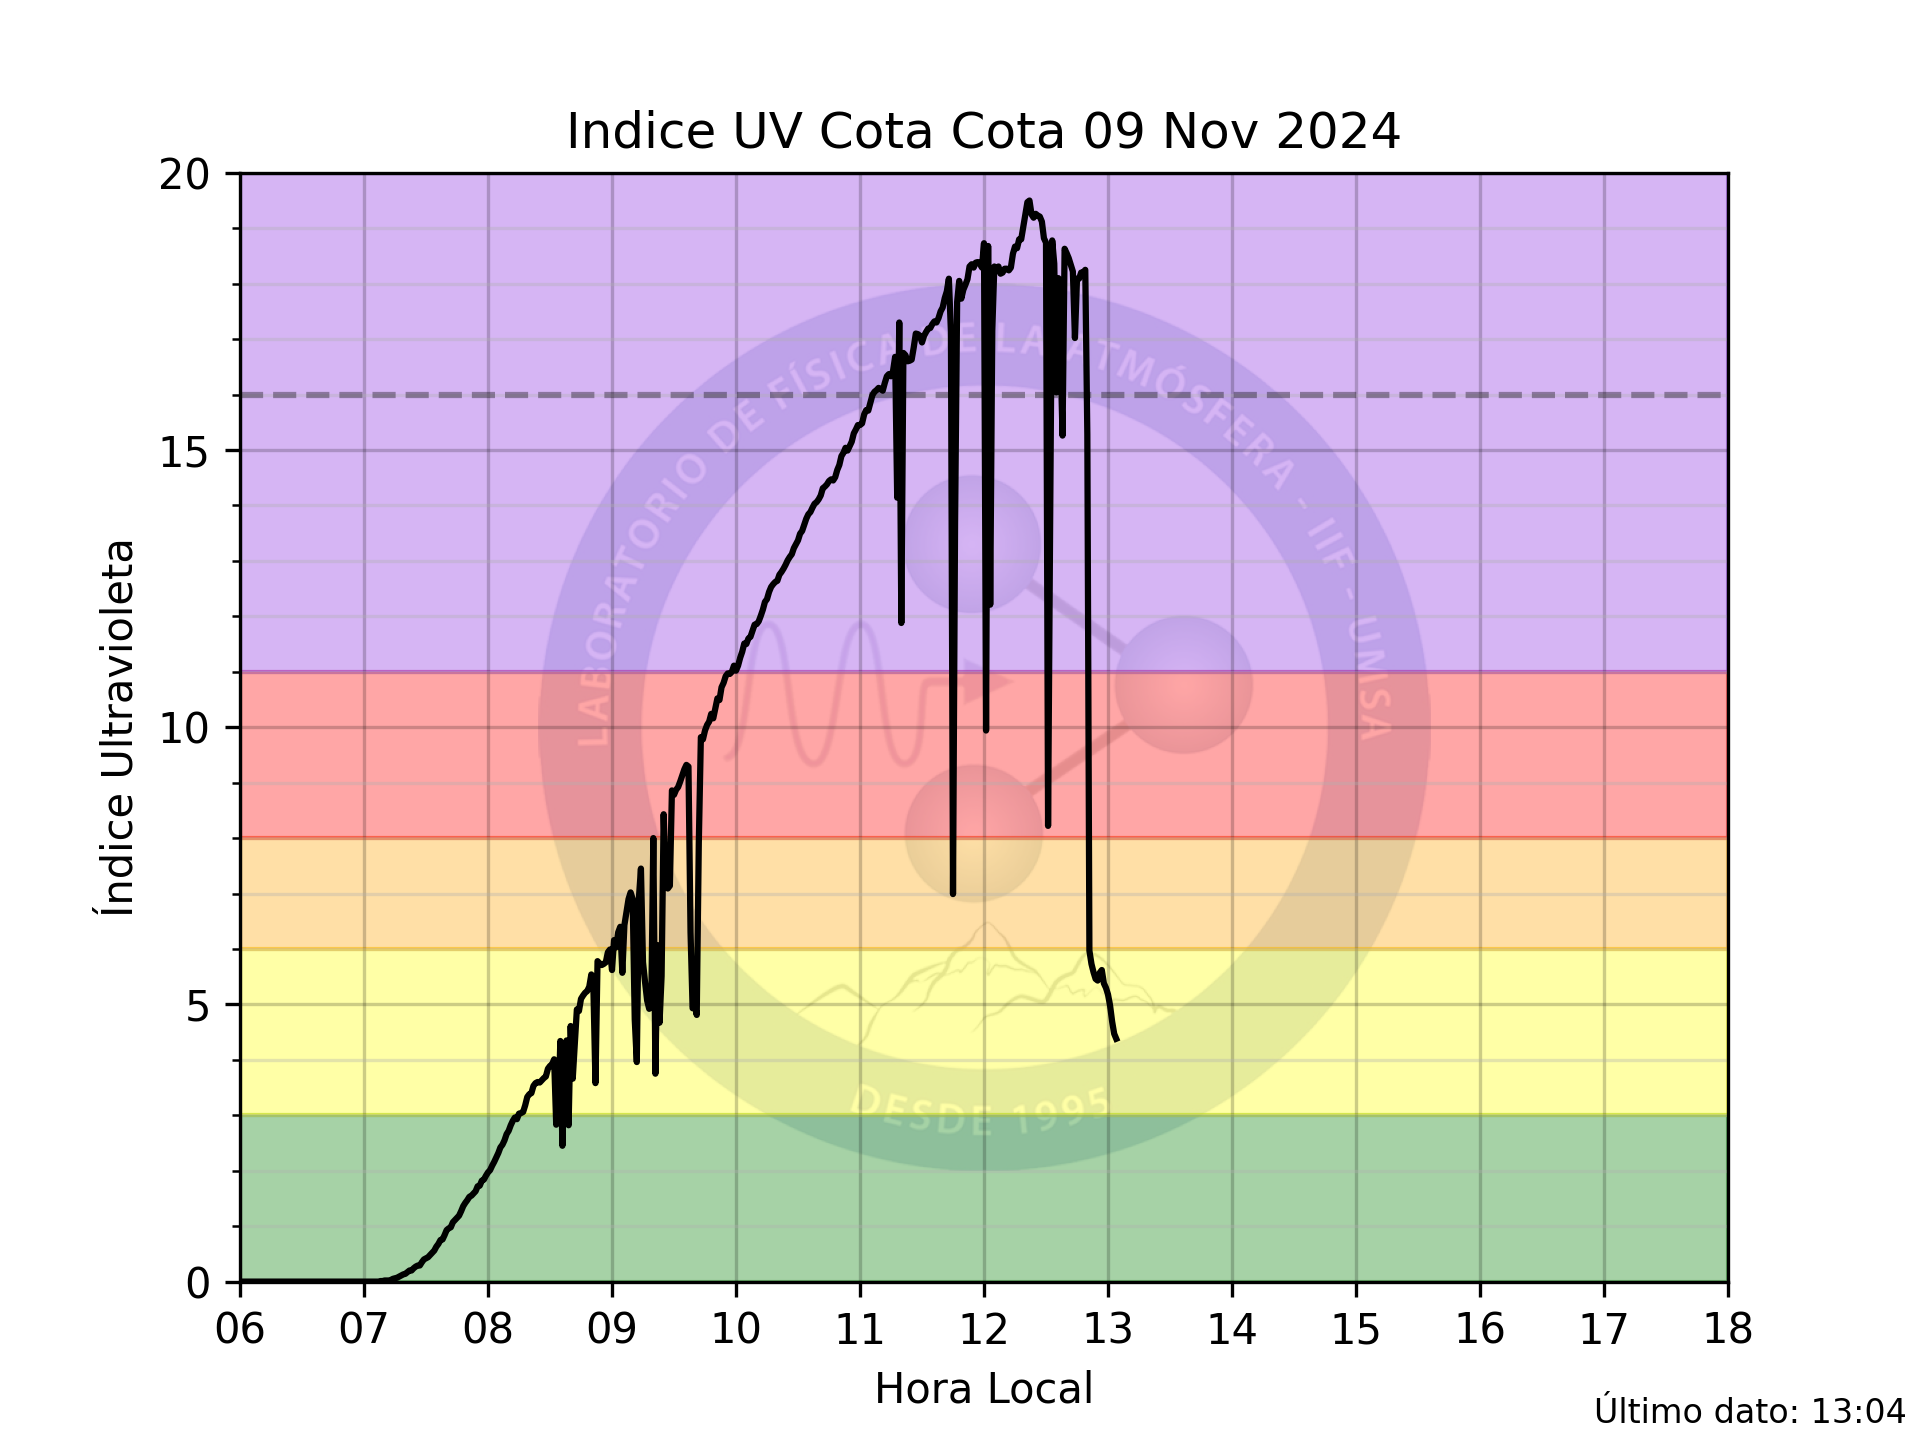 Indice UV Cota Cota 09 Nov 2024
20
15
10
5
0
Índice Ultravioleta
LABORATORIO DE FÍSICA DE LA ATMÓSFERA - IIF - UMSA
DESDE 1995
06 07 08 09 10 11 12 13 14 15 16 17 18
Hora Local
Último dato: 13:04